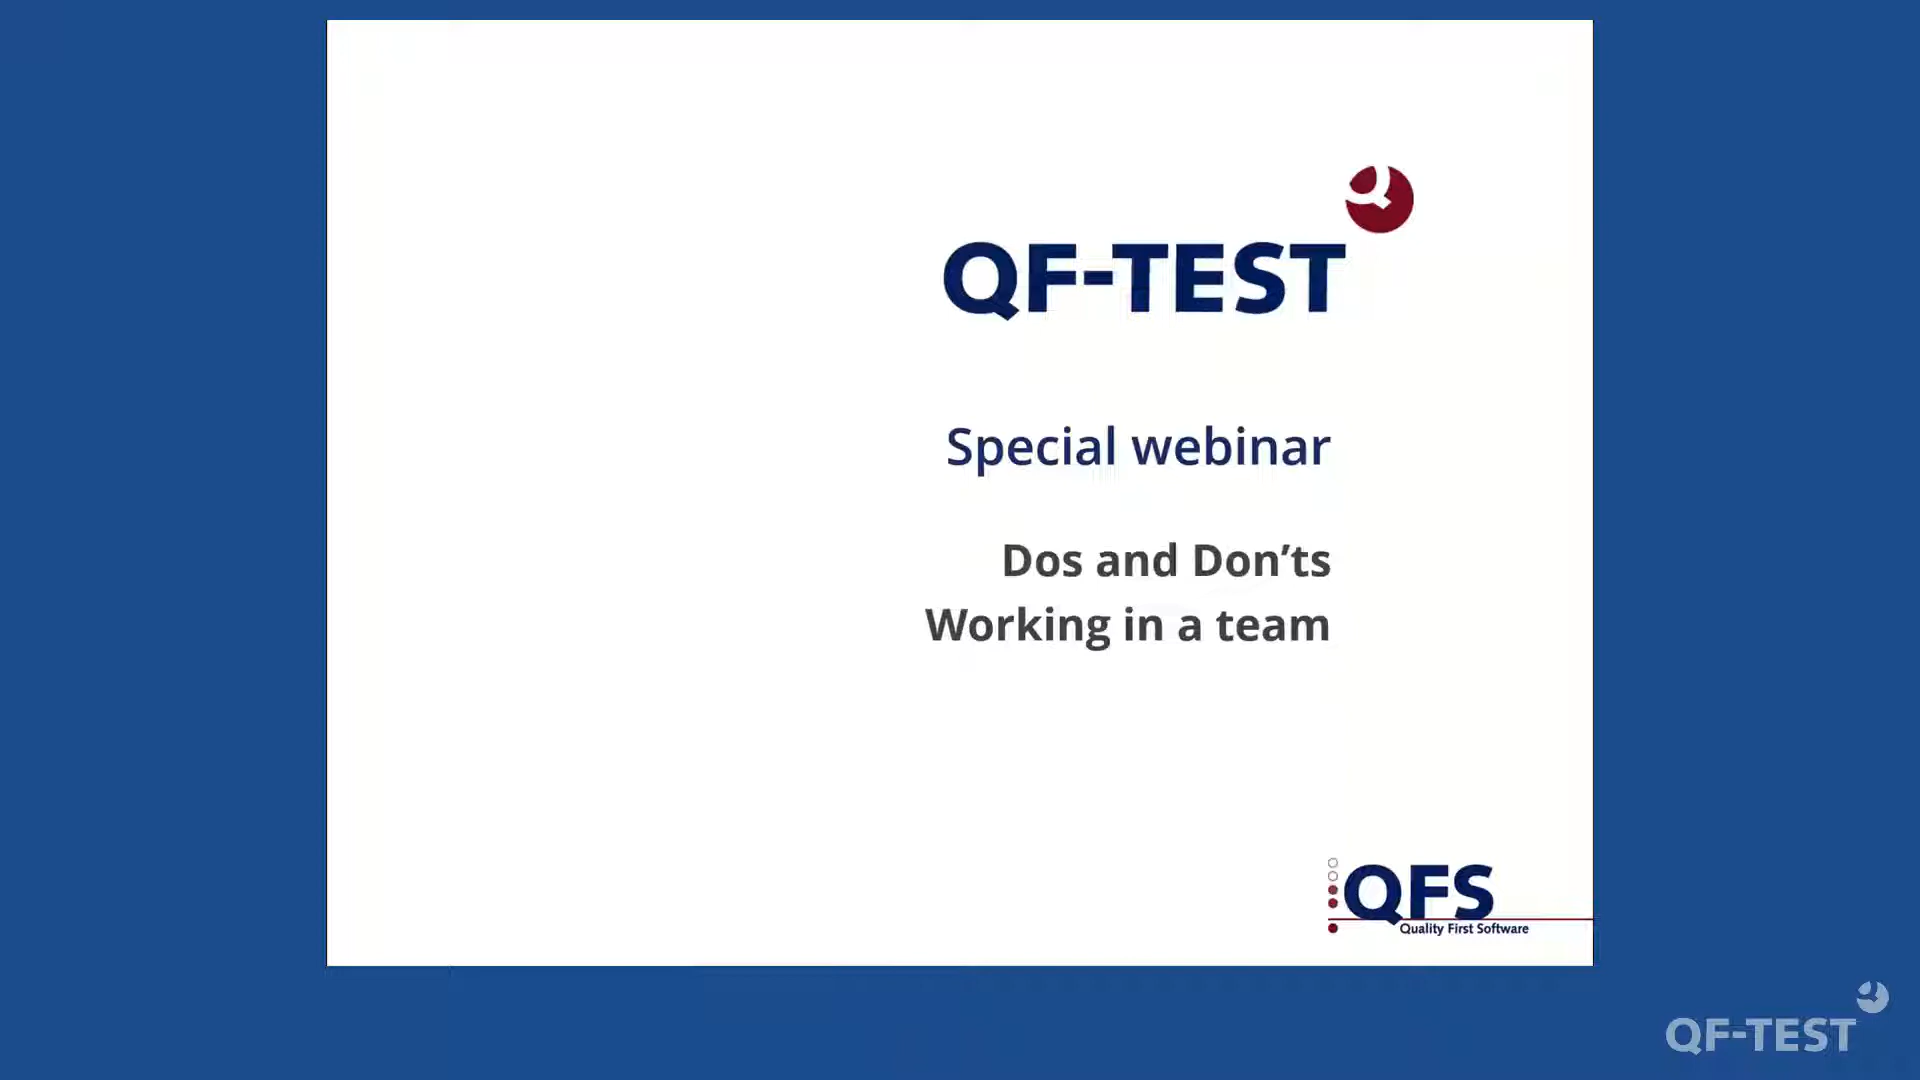 QF-TEST
Special webinar
Dos and Don’ts
Working in a team
QFS
Quality First Software
QF-TEST